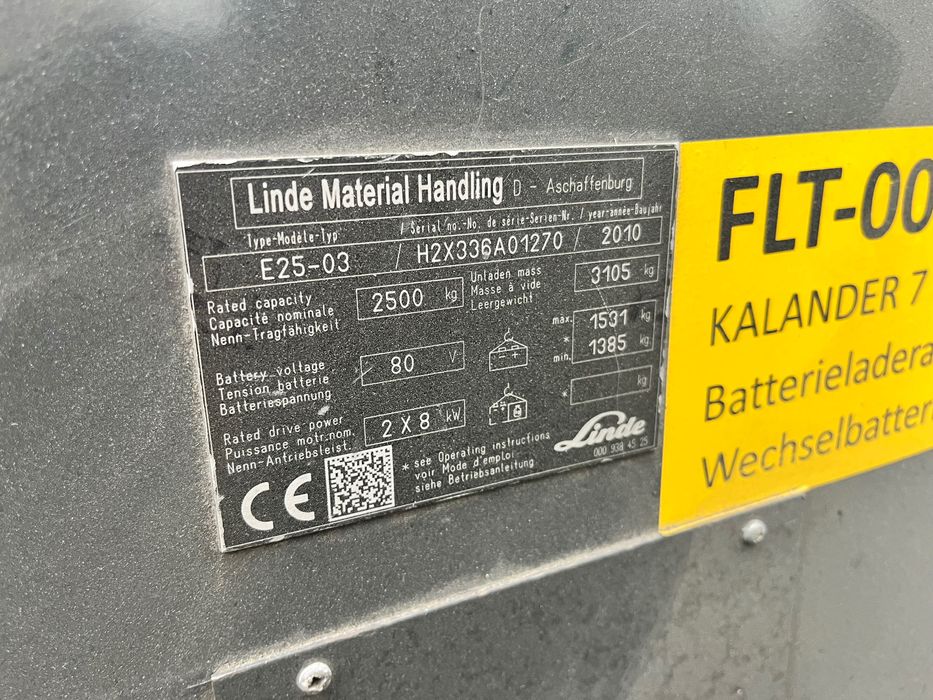 Linde Material Handling D - Aschaffenburg
Type-Modèle-Typ / Serial no.-No. de série-Serien-Nr. / year-année-Baujahr
E25-03 / H2X336A01270 / 2010
Rated capacity
Capacité nominale
Nenn-Tragfähigkeit
2500 kg
Unladen mass
Masse à vide
Leergewicht
3105 kg
Battery voltage
Tension batterie
Batteriespannung
80 V
max. 1531 kg
*
min. 1385 kg
Rated drive power
Puissance motr.nom.
Nenn-Antriebsleist.
2 X 8 kW
* kg
CE
* see Operating instructions
voir Mode d'emploi
siehe Betriebsanleitung
Linde
000 938 45 25
FLT-00
KALANDER 7
Batterieladera
Wechselbatter